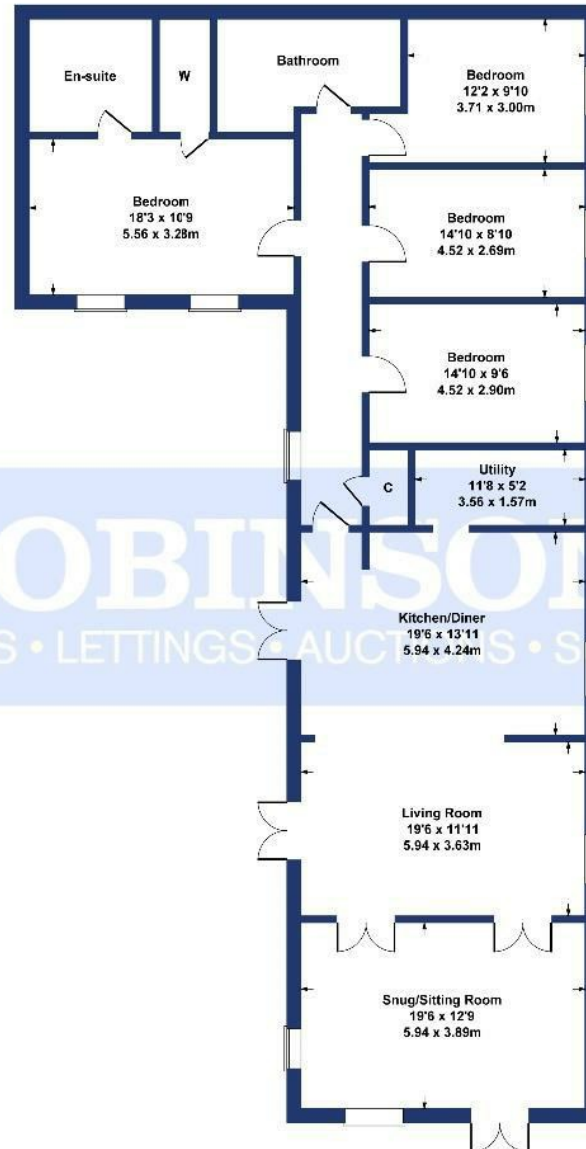 En-suite
W
Bathroom
Bedroom
12'2 x 9'10
3.71 x 3.00m
Bedroom
18'3 x 10'9
5.56 x 3.28m
Bedroom
14'10 x 8'10
4.52 x 2.69m
Bedroom
14'10 x 9'6
4.52 x 2.90m
C
Utility
11'8 x 5'2
3.56 x 1.57m
OBINSON
S • LETTINGS • AUCTIONS • S
Kitchen/Diner
19'6 x 13'11
5.94 x 4.24m
Living Room
19'6 x 11'11
5.94 x 3.63m
Snug/Sitting Room
19'6 x 12'9
5.94 x 3.89m